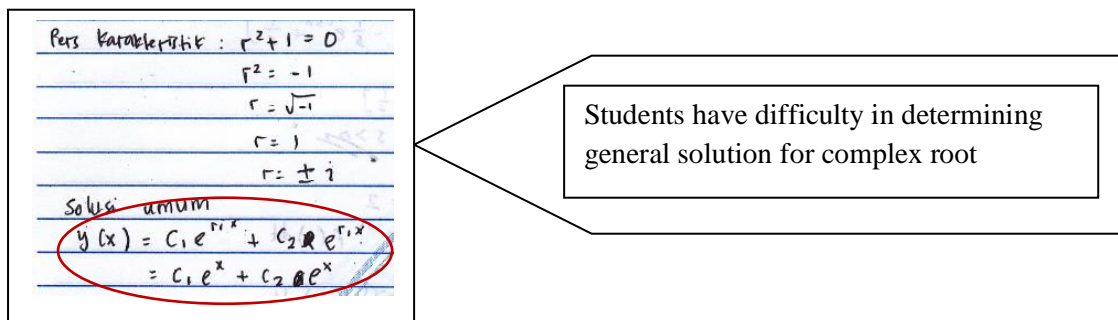 Pers Karakteristik : r² + 1 = 0
r² = - 1
r = √-1
r = i
r = ± i
Solusi umum
y(x) = C₁ e^{r₁x} + C₂ e^{r₁x}
= C₁ e^x + C₂ e^x
Students have difficulty in determining
general solution for complex root